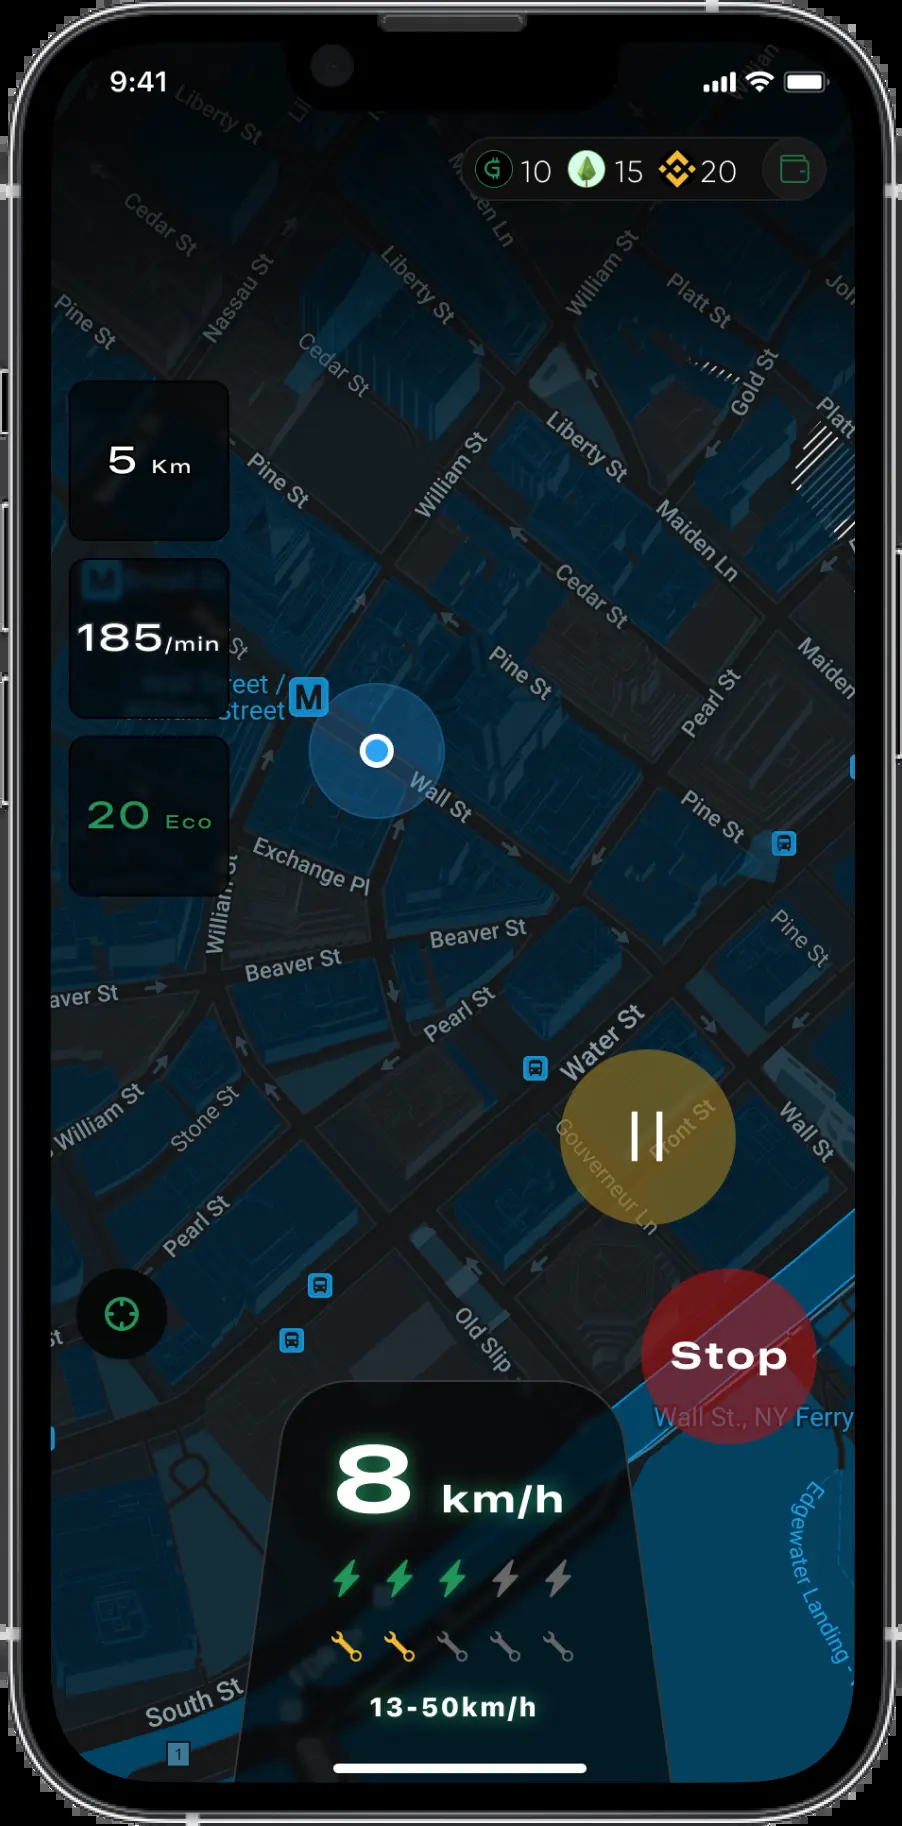 9:41
Liberty St
10 15 20
Cedar St
Nassau St
Liberty St
William St
Platt St
Pine St
Cedar St
Gold St
Platt
Pine St
William St
Liberty St
Maiden Ln
5 Km
Cedar St
185/min
St
Pine St
Maiden
Pearl St
eet /
Street
M
Wall St
Pine St
20 Eco
Exchange Pl
William St
Beaver St
Pine St
Beaver St
aver St
Pearl St
Water St
William St
Stone St
Gouverneur Ln
Front St
Wall St
Pearl St
St
Old Slip
Stop
Wall St., NY Ferry
8 km/h
Edgewater Landing -
13-50km/h
South St
1